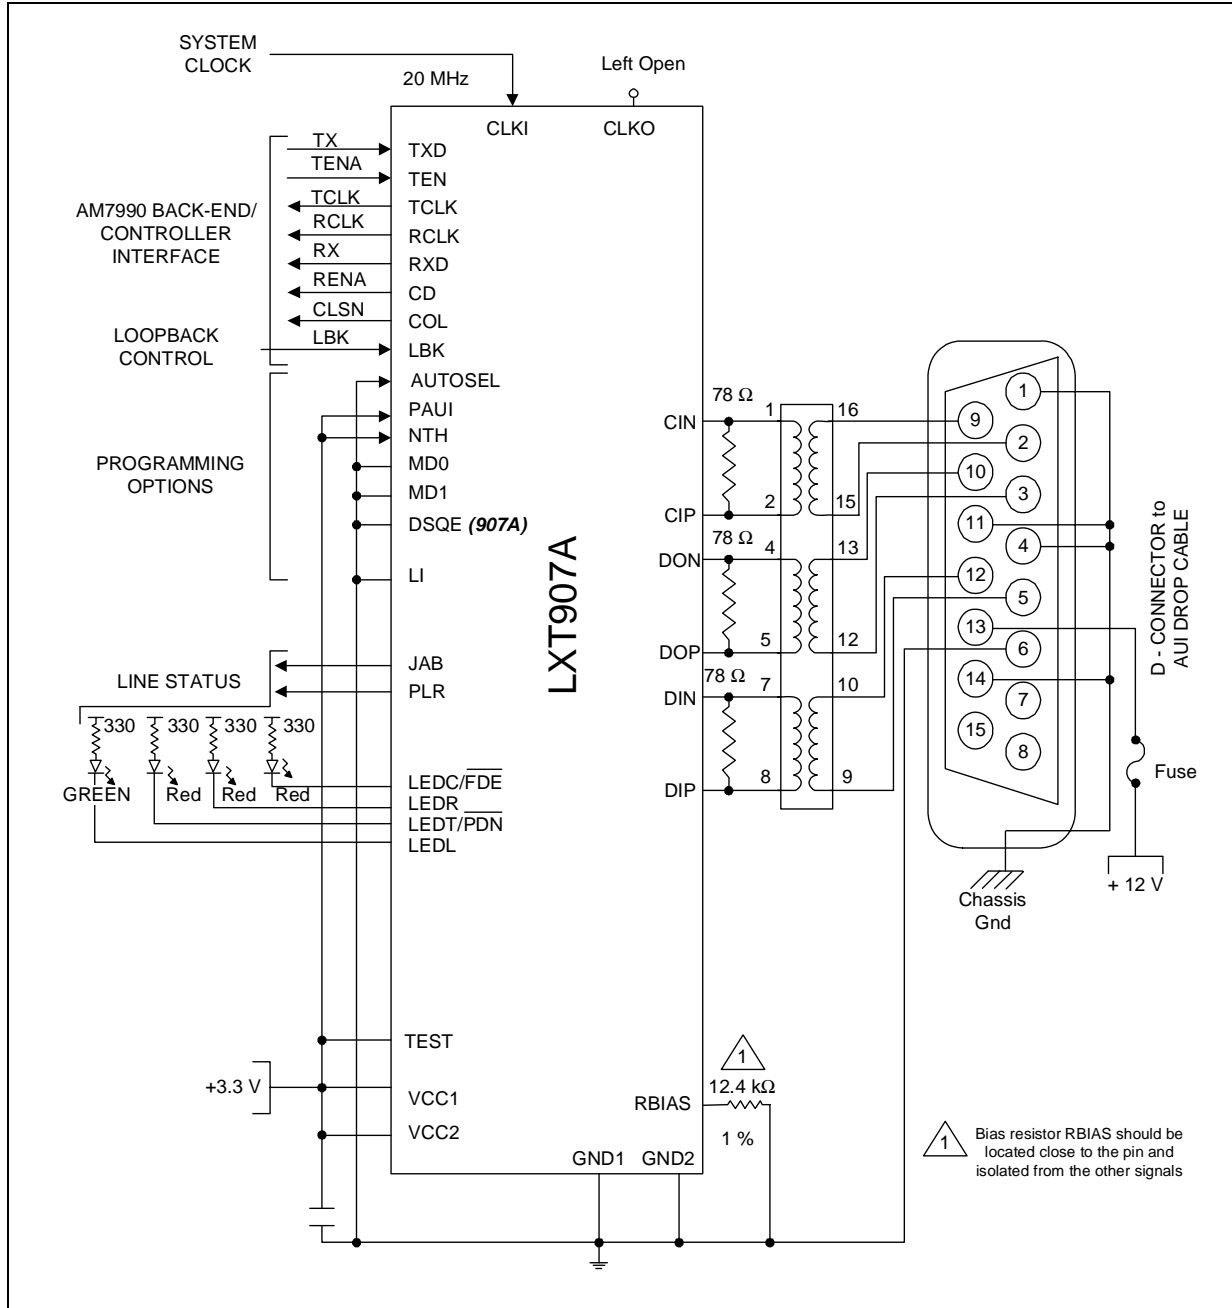 SYSTEM
CLOCK
20 MHz
Left Open
CLKI
CLKO
AM7990 BACK-END/
CONTROLLER
INTERFACE
TX
TXD
TENA
TEN
TCLK
TCLK
RCLK
RCLK
RX
RXD
RENA
CD
CLSN
COL
LOOPBACK
CONTROL
LBK
LBK
PROGRAMMING
OPTIONS
AUTOSEL
PAUI
NTH
MD0
MD1
DSQE (907A)
LI
LXT907A
LINE STATUS
JAB
PLR
330
330
330
330
GREEN
Red
Red
Red
LEDC/FDE
LEDR
LEDT/PDN
LEDL
TEST
+3.3 V
VCC1
VCC2
GND1
GND2
CIN
78 Ω
1
16
CIP
2
15
DON
78 Ω
4
13
DOP
5
12
DIN
78 Ω
7
10
DIP
8
9
1
9
2
10
3
11
4
12
5
13
6
14
7
15
8
D - CONNECTOR to
AUI DROP CABLE
Fuse
+ 12 V
Chassis
Gnd
1
12.4 kΩ
RBIAS
1 %
1
Bias resistor RBIAS should be
located close to the pin and
isolated from the other signals